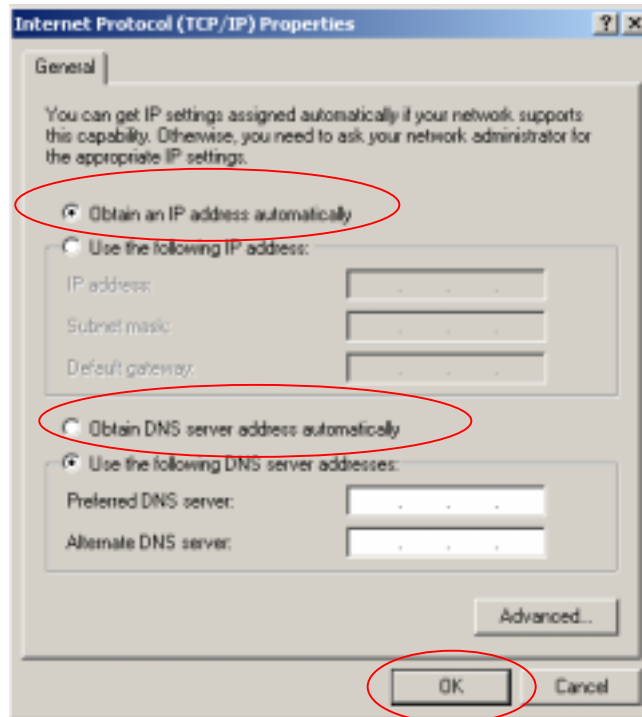 Internet Protocol (TCP/IP) Properties
General
You can get IP settings assigned automatically if your network supports
this capability. Otherwise, you need to ask your network administrator for
the appropriate IP settings.
Obtain an IP address automatically
Use the following IP address:
IP address:
Subnet mask:
Default gateway:
Obtain DNS server address automatically
Use the following DNS server addresses:
Preferred DNS server:
Alternate DNS server:
Advanced...
OK Cancel